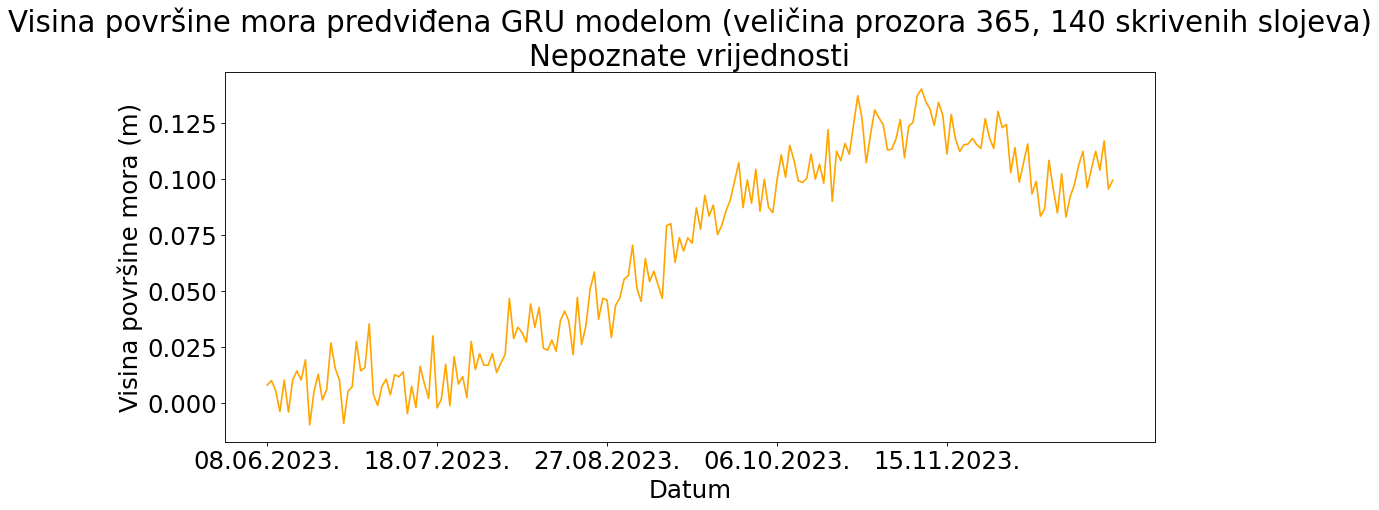 Visina površine mora predviđena GRU modelom (veličina prozora 365, 140 skrivenih slojeva)
Nepoznate vrijednosti
Visina površine mora (m)
0.125
0.100
0.075
0.050
0.025
0.000
08.06.2023. 18.07.2023. 27.08.2023. 06.10.2023. 15.11.2023.
Datum